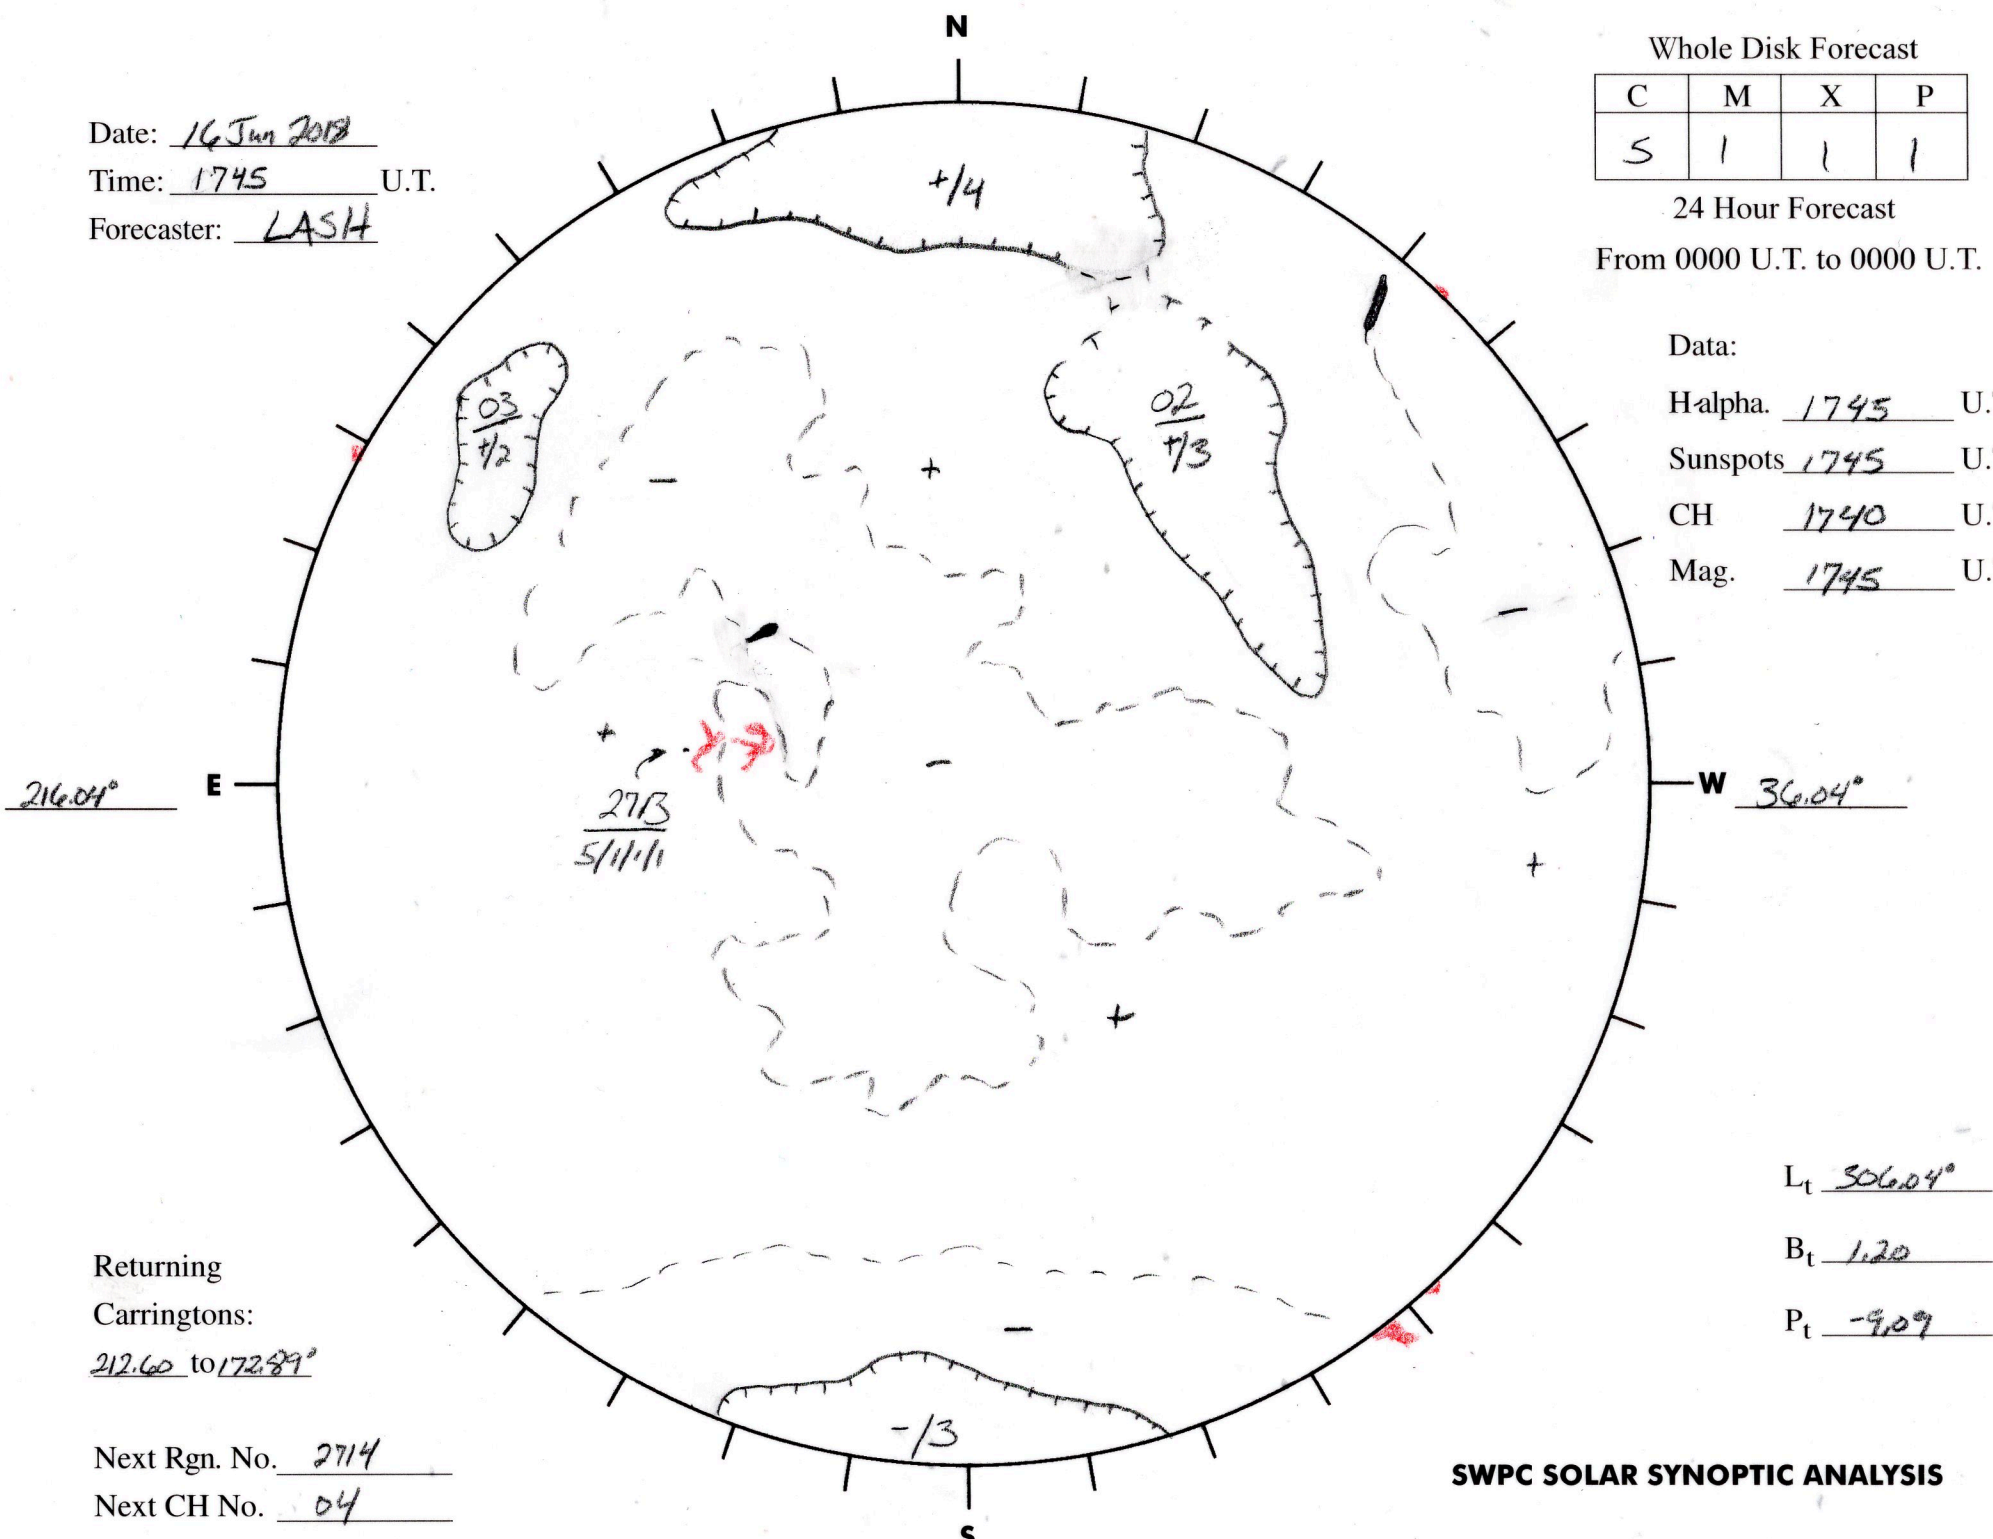 N
Whole Disk Forecast
C M X P
5 1 1 1
24 Hour Forecast
From 0000 U.T. to 0000 U.T.
Date: 16 Jun 2018
Time: 1745 U.T.
Forecaster: LASH
+/4
Data:
H-alpha. 1745 U.
Sunspots 1745 U.
CH 1740 U.
Mag. 1745 U.
03
+/2
02
+/3
-
+
-
+
-
216.04° E
W 36.04°
2713
5/1/1/1
+
+
Lt 306.04°
Bt 1.20
Pt -9.09
Returning
Carringtons:
212.60 to 172.89°
-
-/3
Next Rgn. No. 2714
Next CH No. 04
SWPC SOLAR SYNOPTIC ANALYSIS
S